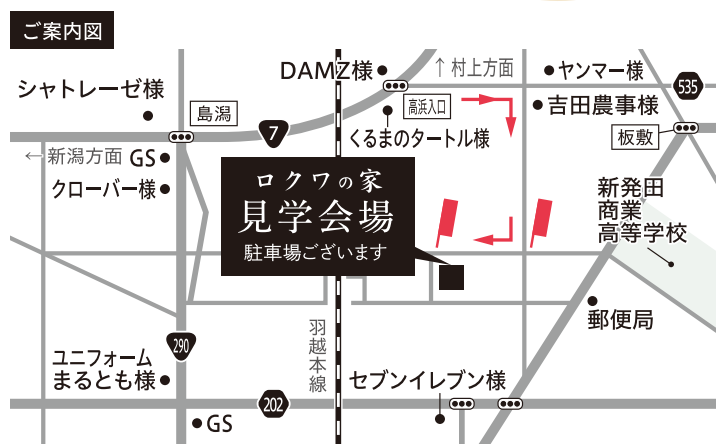 ご案内図
DAMZ様
↑村上方面
ヤンマー様
シャトレーゼ様
535
島潟
高浜入口
吉田農事様
7
くるまのタートル様
板敷
←新潟方面
GS
クローバー様
ロクワの家
見学会場
駐車場ございます
新発田
商業
高等学校
郵便局
羽越本線
290
ユニフォーム
まるとも様
セブンイレブン様
202
GS